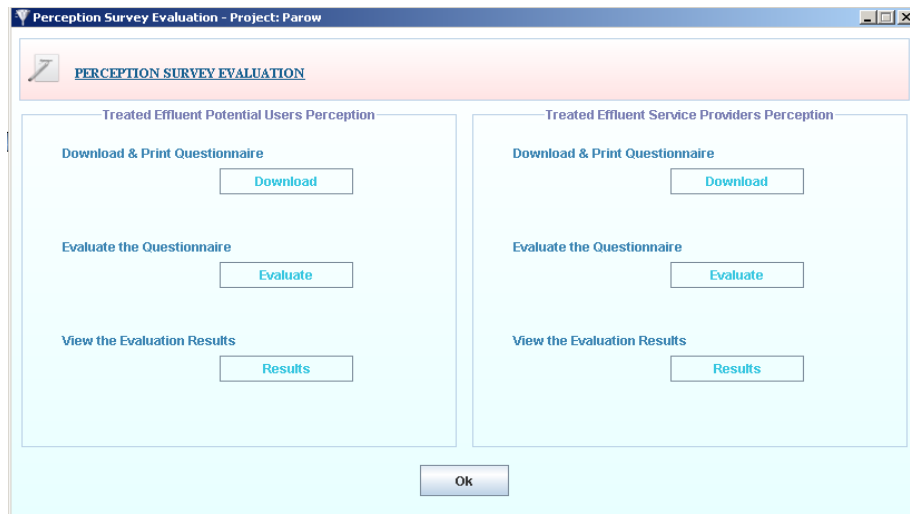 Perception Survey Evaluation - Project: Parow
PERCEPTION SURVEY EVALUATION
Treated Effluent Potential Users Perception
Download & Print Questionnaire
Download
Evaluate the Questionnaire
Evaluate
View the Evaluation Results
Results
Treated Effluent Service Providers Perception
Download & Print Questionnaire
Download
Evaluate the Questionnaire
Evaluate
View the Evaluation Results
Results
Ok